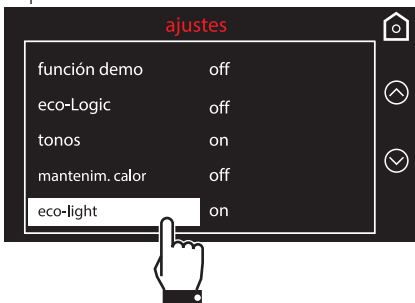 ajustes
función demo off
eco-Logic off
tonos on
mantenim. calor off
eco-light on